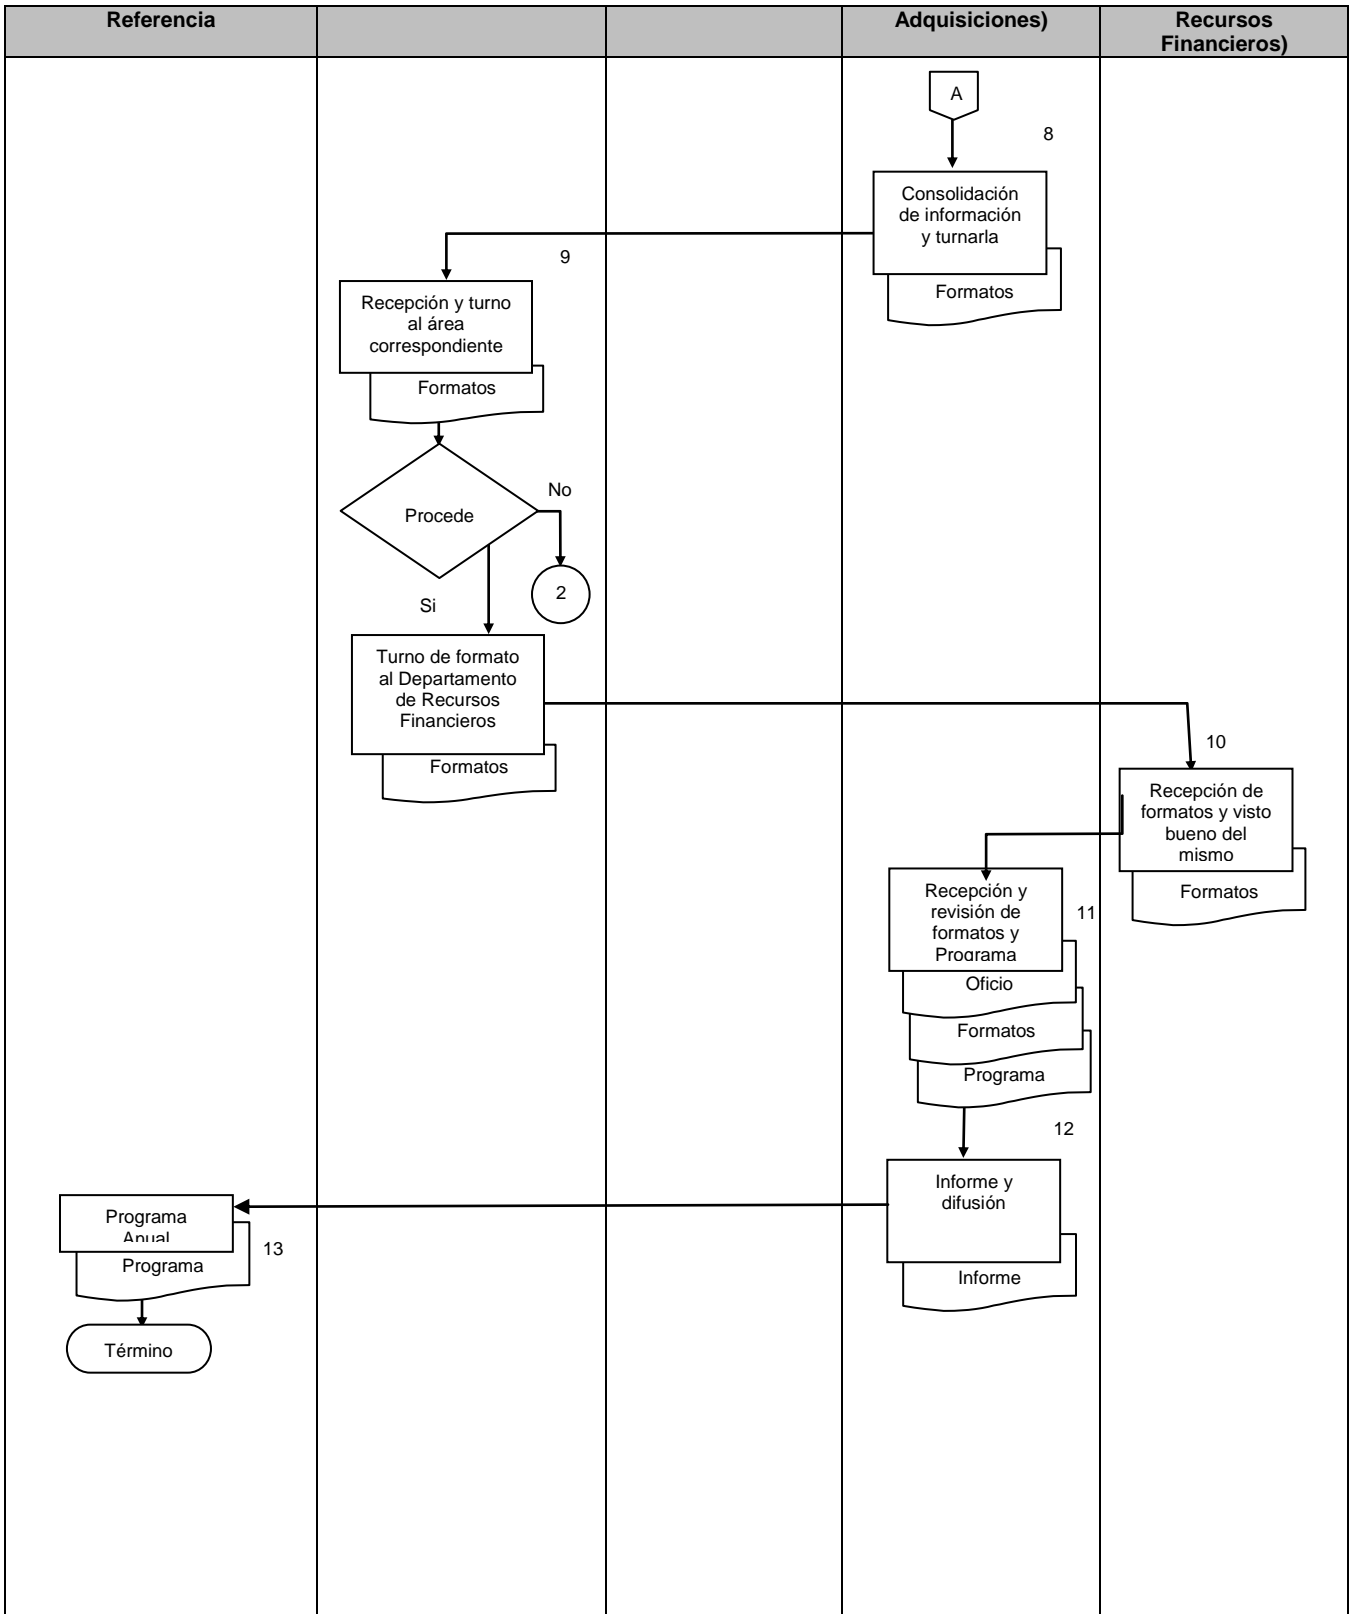 Referencia
Adquisiciones)
Recursos
Financieros)
A
8
Consolidación
de información
y turnarla
Formatos
9
Recepción y turno
al área
correspondiente
Formatos
Procede
No
2
Si
Turno de formato
al Departamento
de Recursos
Financieros
Formatos
10
Recepción de
formatos y visto
bueno del
mismo
Formatos
Recepción y
revisión de
formatos y
Programa
11
Oficio
Formatos
Programa
12
Informe y
difusión
Informe
Programa
Anual
13
Programa
Término